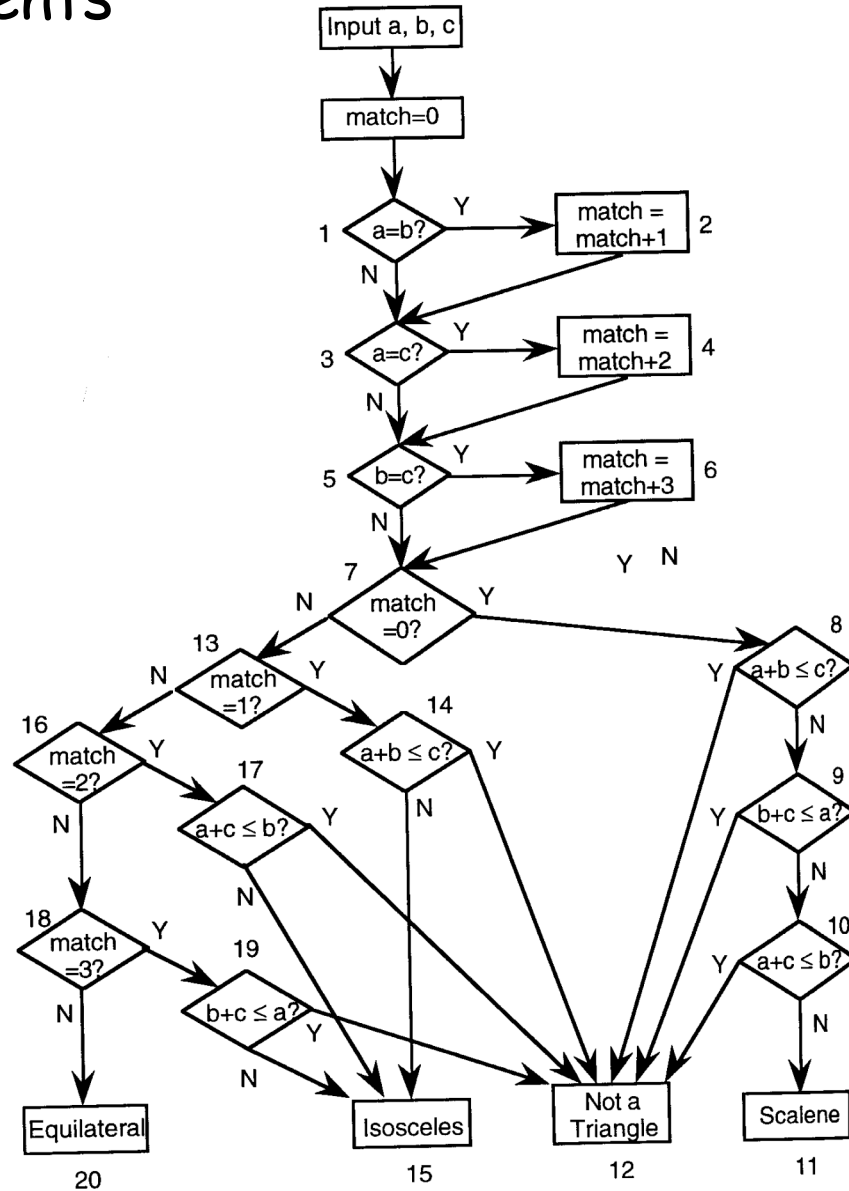 Input a, b, c
match=0
1
a=b?
Y
match =
match+1
2
N
3
a=c?
Y
match =
match+2
4
N
5
b=c?
Y
match =
match+3
6
N
Y N
7
match
=0?
N
Y
8
a+b ≤ c?
Y
N
13
match
=1?
N
Y
14
a+b ≤ c?
Y
N
9
b+c ≤ a?
Y
N
16
match
=2?
Y
N
17
a+c ≤ b?
Y
N
10
a+c ≤ b?
Y
N
18
match
=3?
Y
N
19
b+c ≤ a?
Y
N
Equilateral
20
Isosceles
15
Not a
Triangle
12
Scalene
11